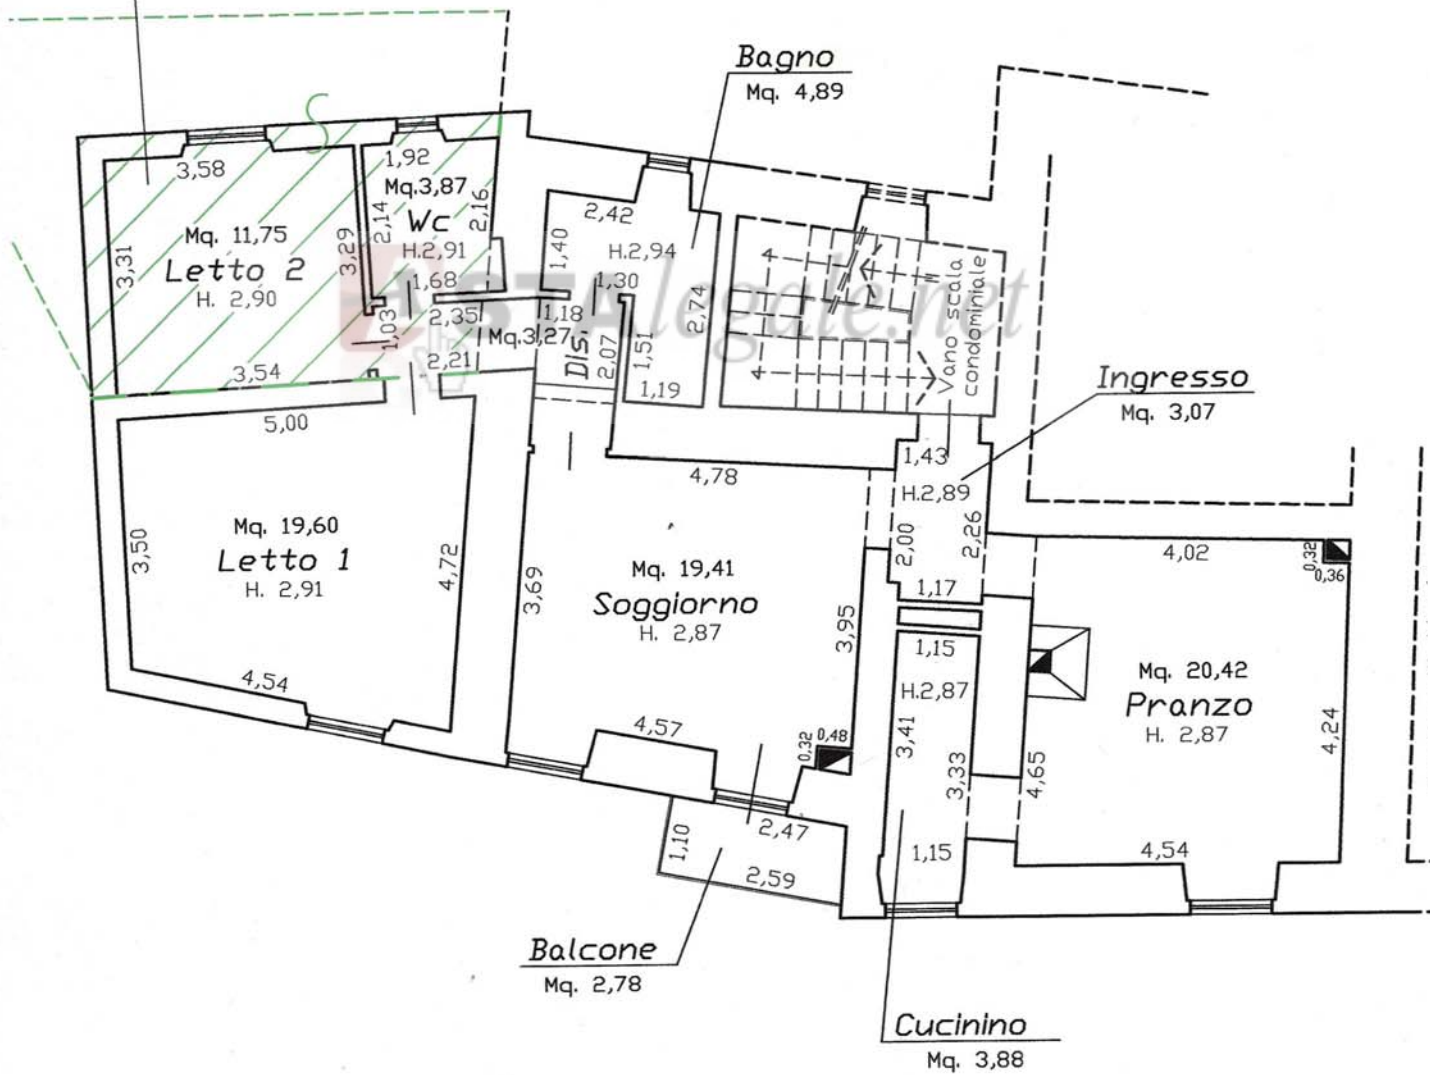 Bagno
Mq. 4,89
3,58
1,92
Mq.3,87
Wc
H.2,91
2,14
2,16
1,68
Mq. 11,75
Letto 2
H. 2,90
3,31
3,29
3,54
1,03
2,35
2,21
Mq.3,27
2,42
H.2,94
1,40
1,30
1,18
Dis.
2,07
1,51
1,19
2,74
ASTAlegale.net
Vano scala
condominiale
Ingresso
Mq. 3,07
1,43
H.2,89
2,00
2,26
1,17
5,00
Mq. 19,60
Letto 1
H. 2,91
3,50
4,72
4,54
4,78
Mq. 19,41
Soggiorno
H. 2,87
3,69
3,95
4,57
0,32
0,48
1,15
H.2,87
3,41
3,33
1,15
4,02
0,32
0,36
Mq. 20,42
Pranzo
H. 2,87
4,65
4,24
4,54
1,10
2,47
2,59
Balcone
Mq. 2,78
Cucinino
Mq. 3,88